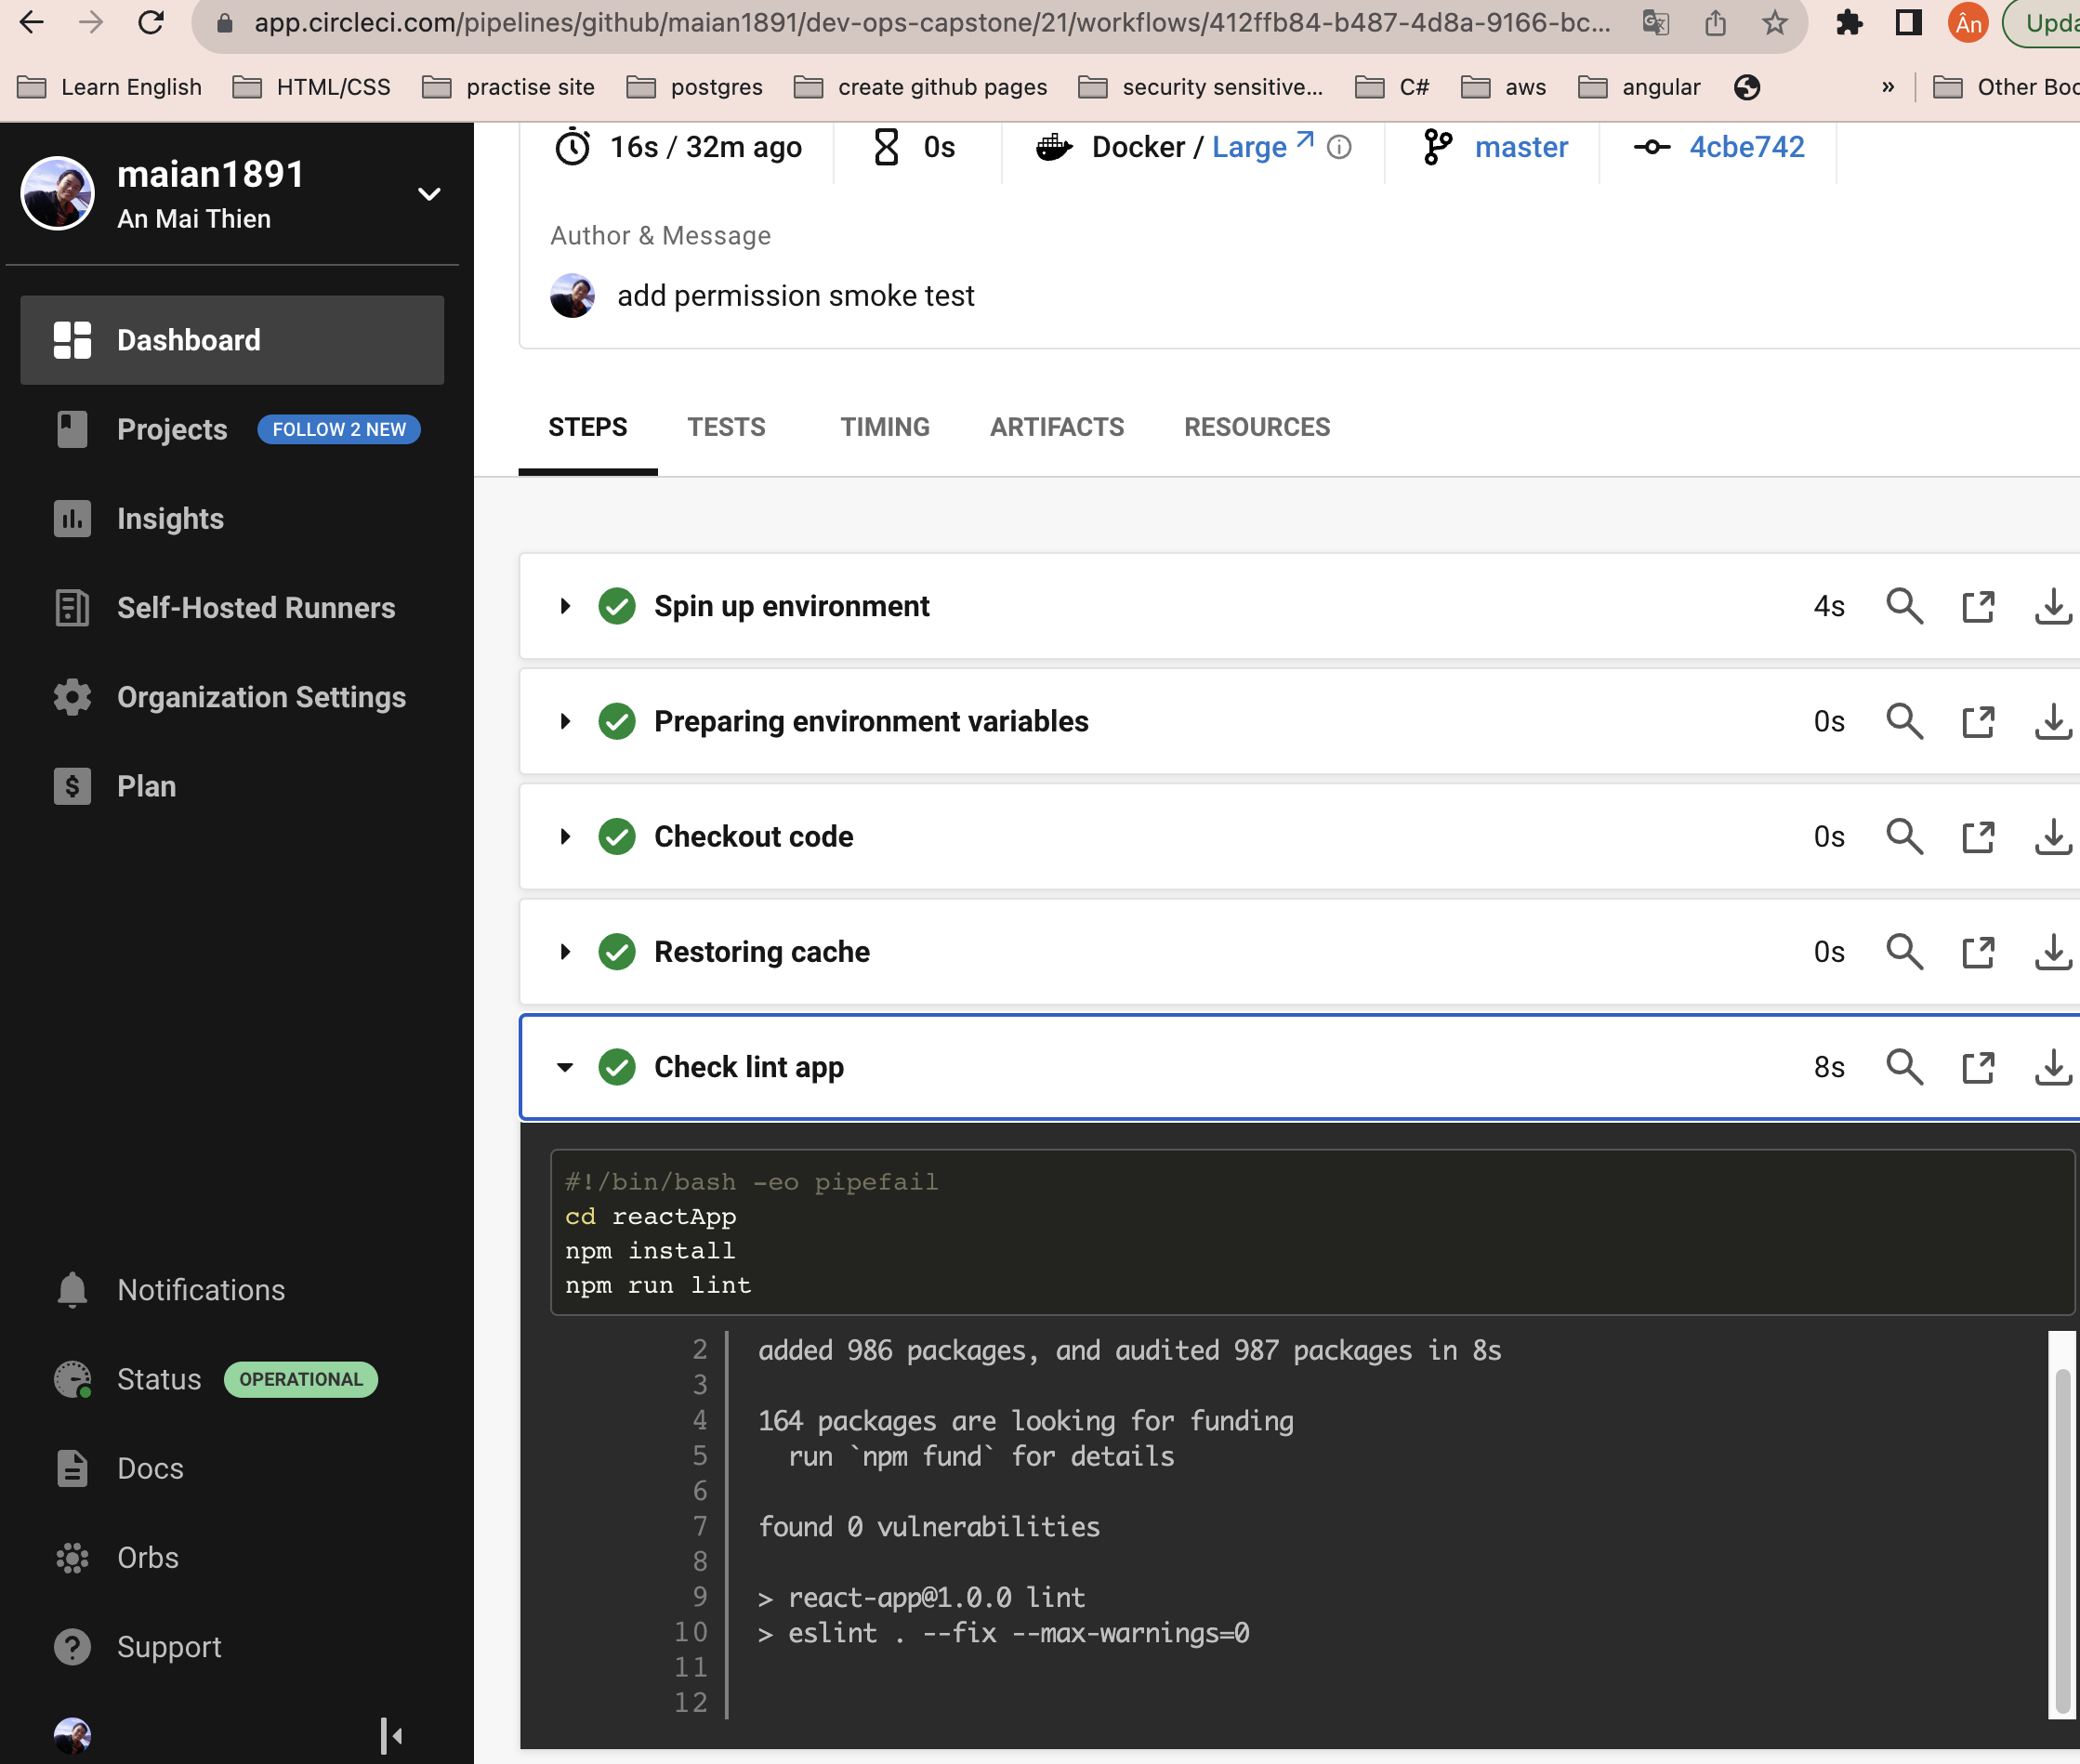 app.circleci.com/pipelines/github/maian1891/dev-ops-capstone/21/workflows/412ffb84-b487-4d8a-9166-bc...
Ân
Upda
Learn English
HTML/CSS
practise site
postgres
create github pages
security sensitive...
C#
aws
angular
»
Other Boo
maian1891
An Mai Thien
Dashboard
Projects
FOLLOW 2 NEW
Insights
Self-Hosted Runners
Organization Settings
Plan
Notifications
Status
OPERATIONAL
Docs
Orbs
Support
16s / 32m ago
0s
Docker / Large
master
4cbe742
Author & Message
add permission smoke test
STEPS
TESTS
TIMING
ARTIFACTS
RESOURCES
Spin up environment
4s
Preparing environment variables
0s
Checkout code
0s
Restoring cache
0s
Check lint app
8s
#!/bin/bash -eo pipefail
cd reactApp
npm install
npm run lint
2 added 986 packages, and audited 987 packages in 8s
3
4 164 packages are looking for funding
5 run `npm fund` for details
6
7 found 0 vulnerabilities
8
9 > react-app@1.0.0 lint
10 > eslint . --fix --max-warnings=0
11
12